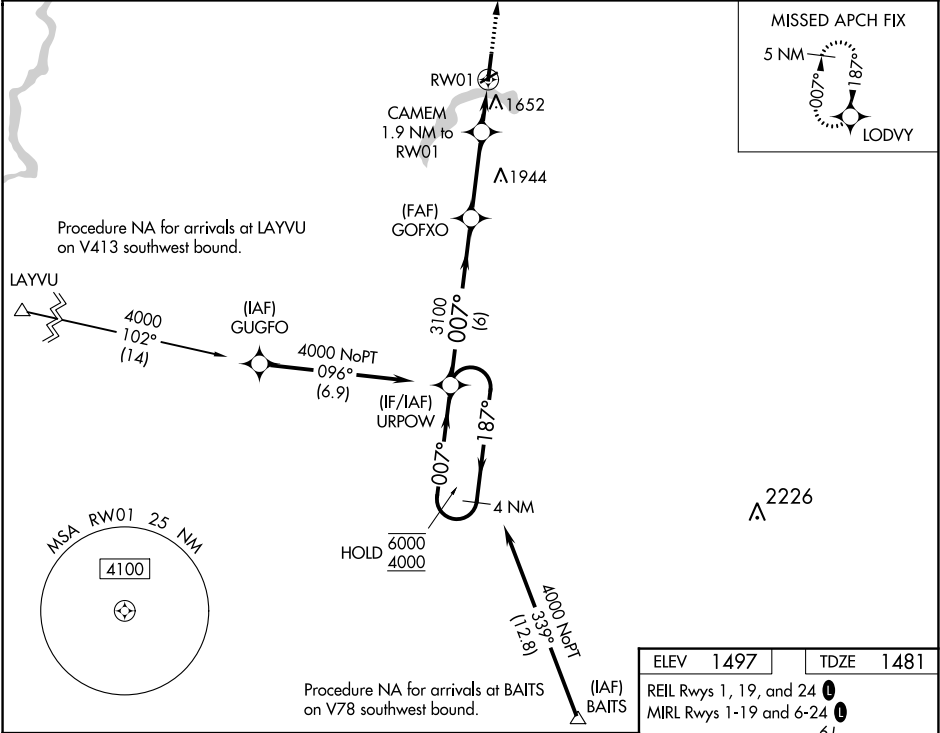 MISSED APCH FIX
5 NM
007°
187°
LODVY
RW01
1652
CAMEM
1.9 NM to
RW01
1944
(FAF)
GOFXO
Procedure NA for arrivals at LAYVU
on V413 southwest bound.
LAYVU
4000
102°
(14)
(IAF)
GUGFO
4000 NoPT
096°
(6.9)
3100
007°
(6)
(IF/IAF)
URPOW
007°
187°
4 NM
HOLD
6000
4000
2226
MSA RW01 25 NM
4100
4000 NoPT
339°
(12.8)
Procedure NA for arrivals at BAITS
on V78 southwest bound.
(IAF)
BAITS
ELEV 1497
TDZE 1481
REIL Rwys 1, 19, and 24 L
MIRL Rwys 1-19 and 6-24 L